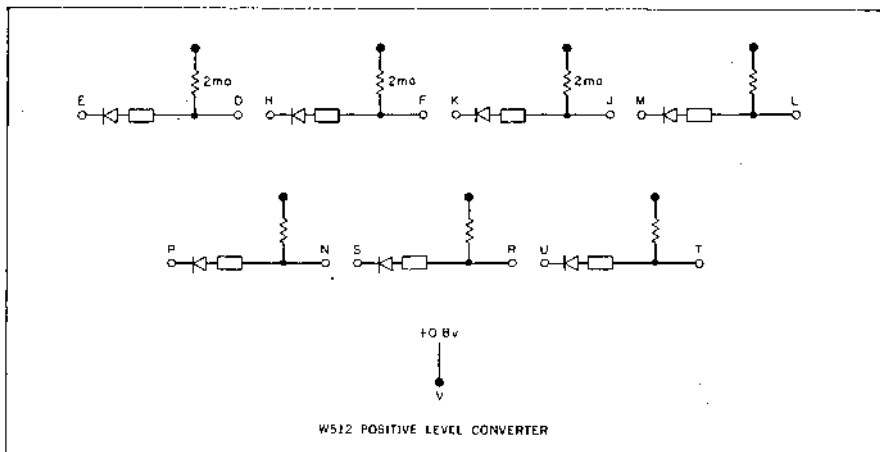 2ma 2ma 2ma
E D H F K J M L
P N S R U T
+0.8v
V
W512 POSITIVE LEVEL CONVERTER